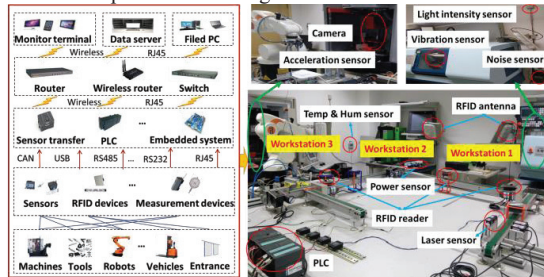 Monitor terminal Data server Filed PC
Wireless RJ45
Router Wireless router Switch
Wireless RJ45
Sensor transfer PLC ... Embedded system
CAN USB RS485 ... RS232 RJ45
Sensors RFID devices Measurement devices
...
Machines Tools Robots Vehicles Entrance
Camera
Acceleration sensor
Light intensity sensor
Vibration sensor
Noise sensor
Temp & Hum sensor
RFID antenna
Workstation 3
Workstation 2
Workstation 1
Power sensor
RFID reader
Laser sensor
PLC